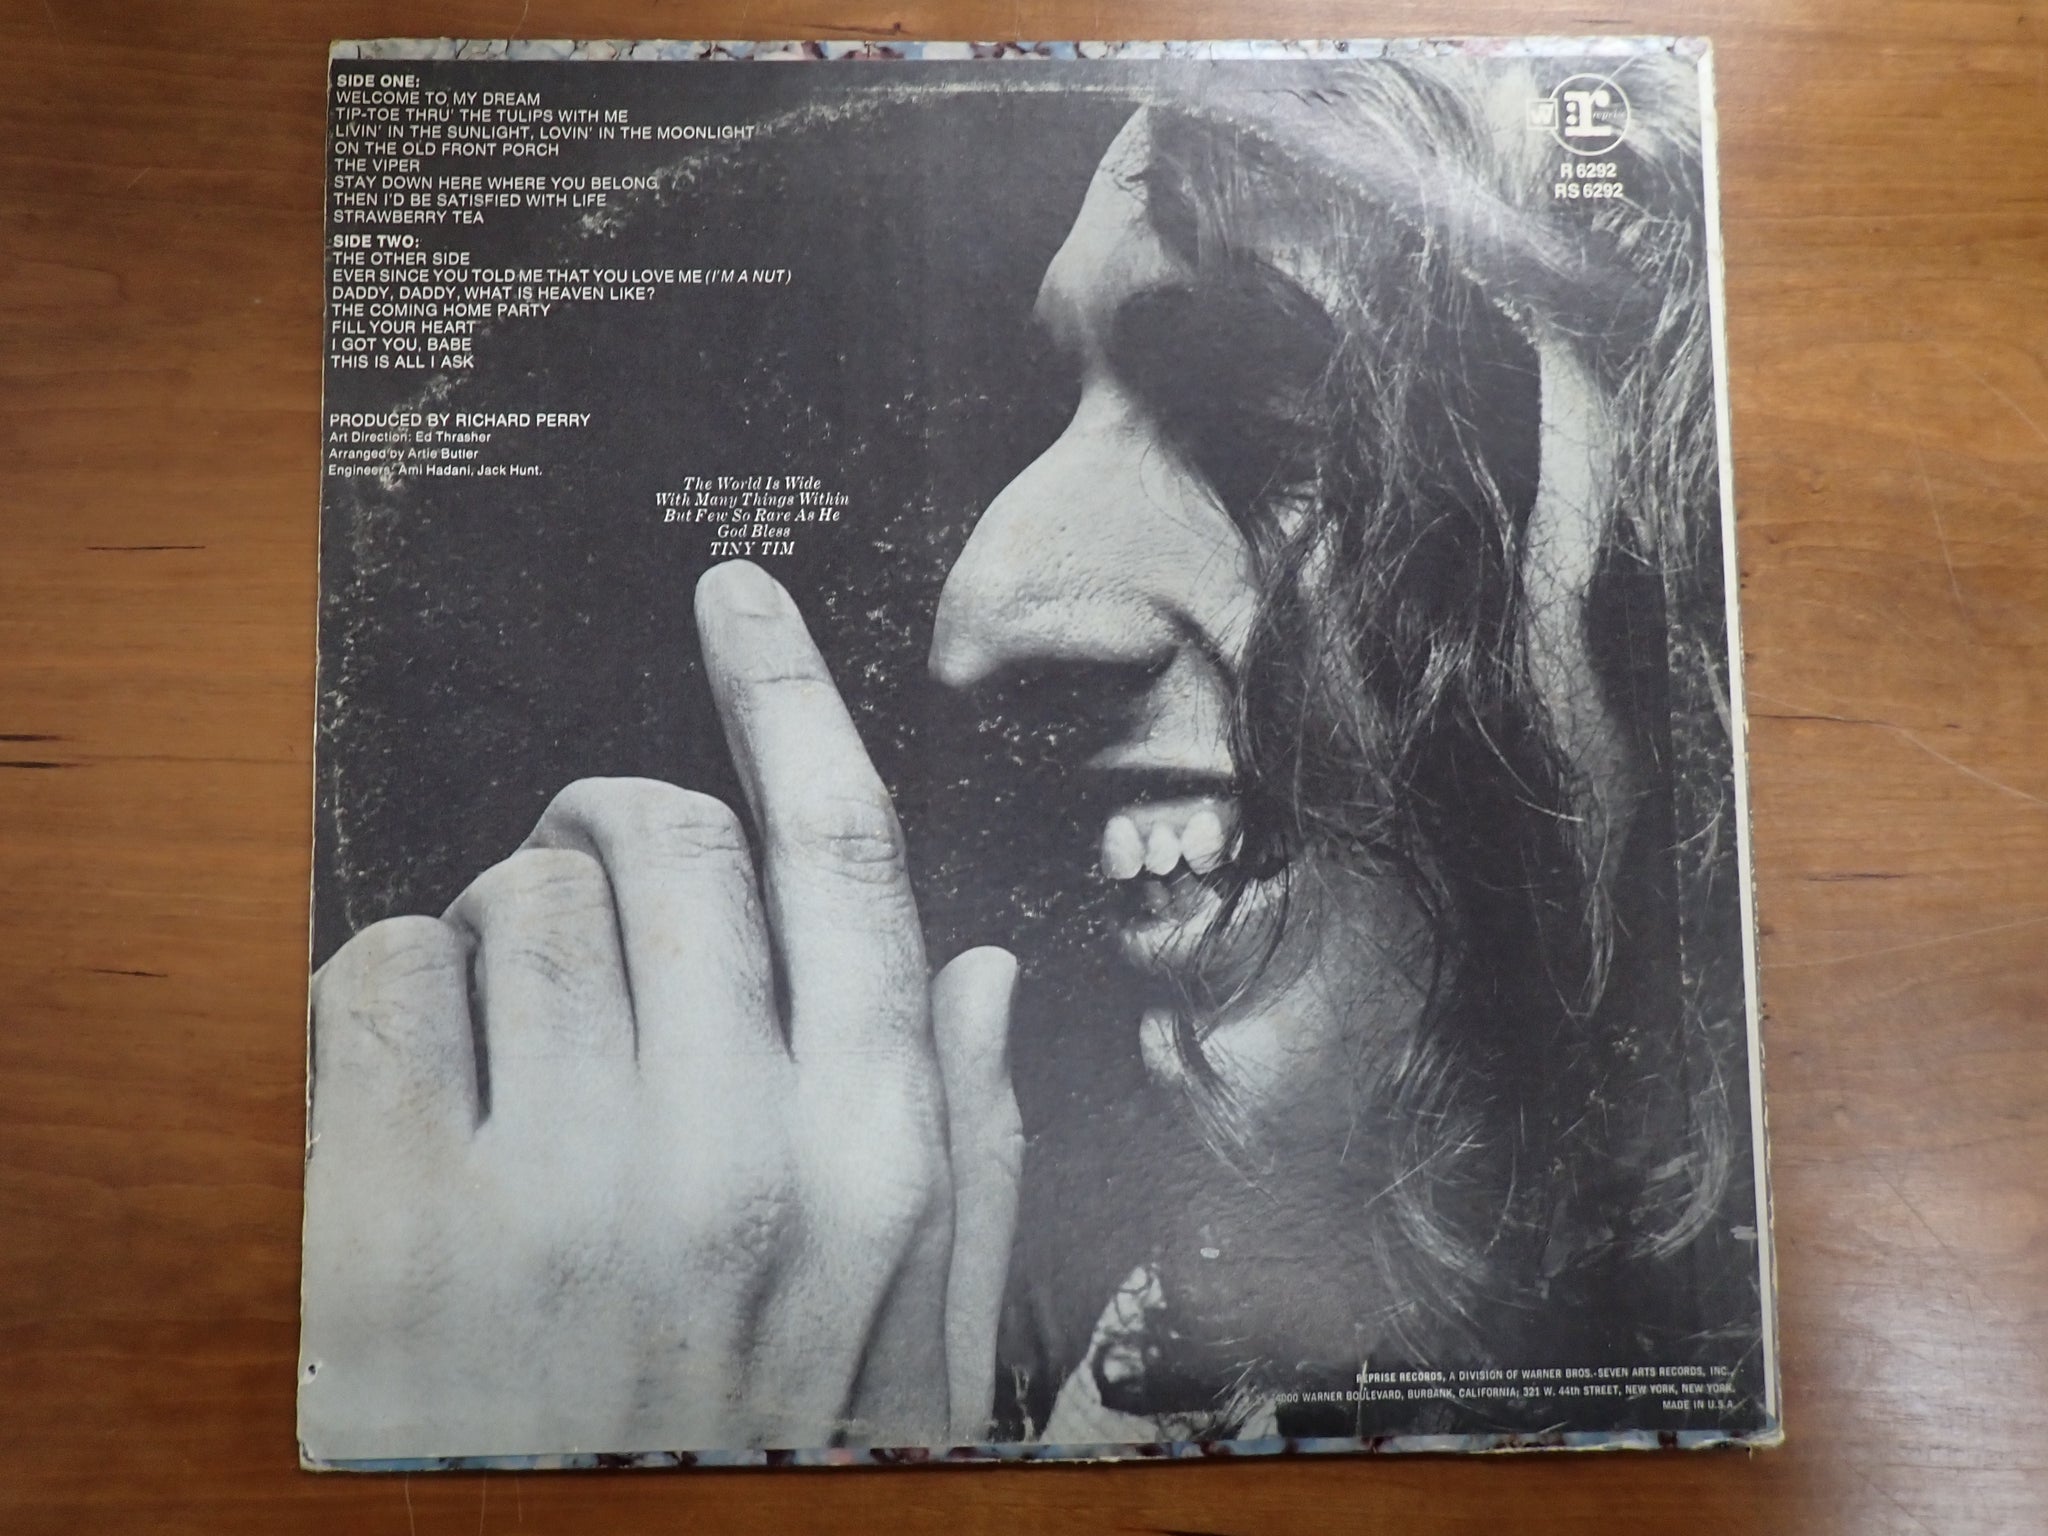 SIDE ONE:
WELCOME TO MY DREAM
TIP-TOE THRU' THE TULIPS WITH ME
LIVIN' IN THE SUNLIGHT, LOVIN' IN THE MOONLIGHT
ON THE OLD FRONT PORCH
THE VIPER
STAY DOWN HERE WHERE YOU BELONG
THEN I'D BE SATISFIED WITH LIFE
STRAWBERRY TEA
SIDE TWO:
THE OTHER SIDE
EVER SINCE YOU TOLD ME THAT YOU LOVE ME (I'M A NUT)
DADDY, DADDY, WHAT IS HEAVEN LIKE?
THE COMING HOME PARTY
FILL YOUR HEART
I GOT YOU, BABE
THIS IS ALL I ASK
PRODUCED BY RICHARD PERRY
Art Direction: Ed Thrasher
Arranged by Artie Butler
Engineers: Ami Hadani, Jack Hunt.
The World Is Wide
With Many Things Within
But Few So Rare As He
God Bless
TINY TIM
W r: reprise
R 6292
RS 6292
REPRISE RECORDS, A DIVISION OF WARNER BROS.-SEVEN ARTS RECORDS, INC.,
4000 WARNER BOULEVARD, BURBANK, CALIFORNIA; 321 W. 44th STREET, NEW YORK, NEW YORK.
MADE IN U.S.A.